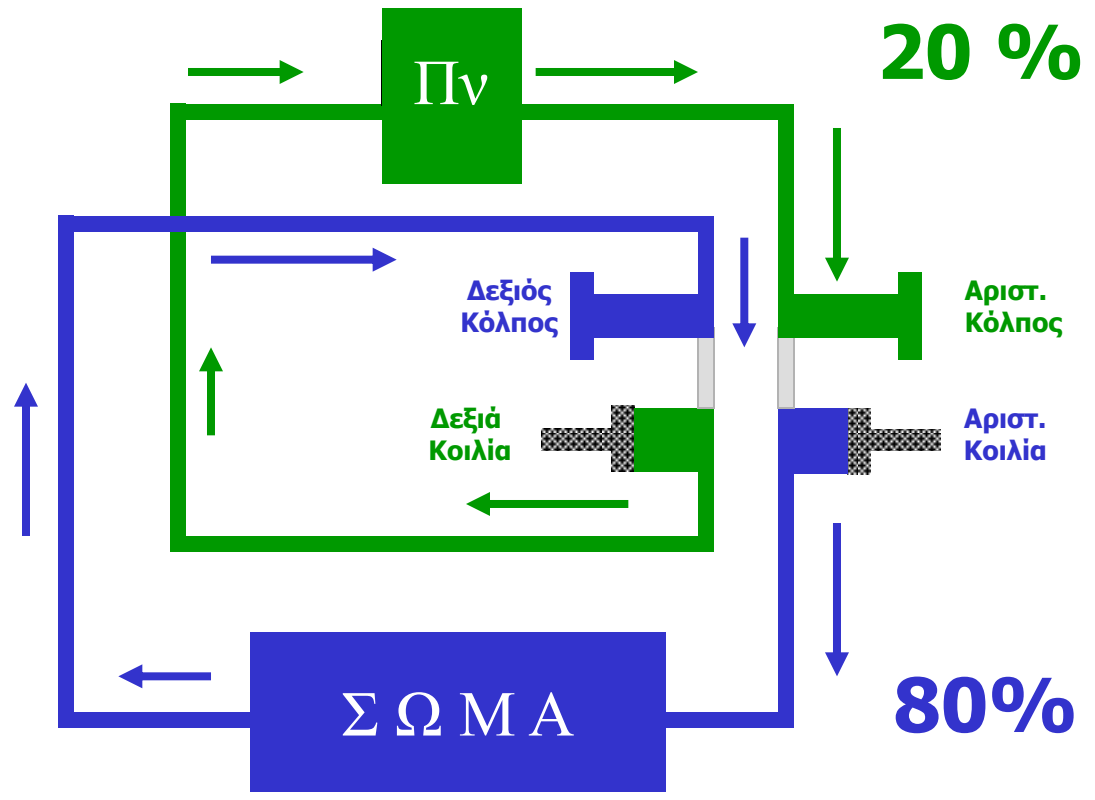 20 %
Πν
Δεξιός
Κόλπος
Αριστ.
Κόλπος
Δεξιά
Κοιλία
Αριστ.
Κοιλία
80%
Σ Ω Μ Α